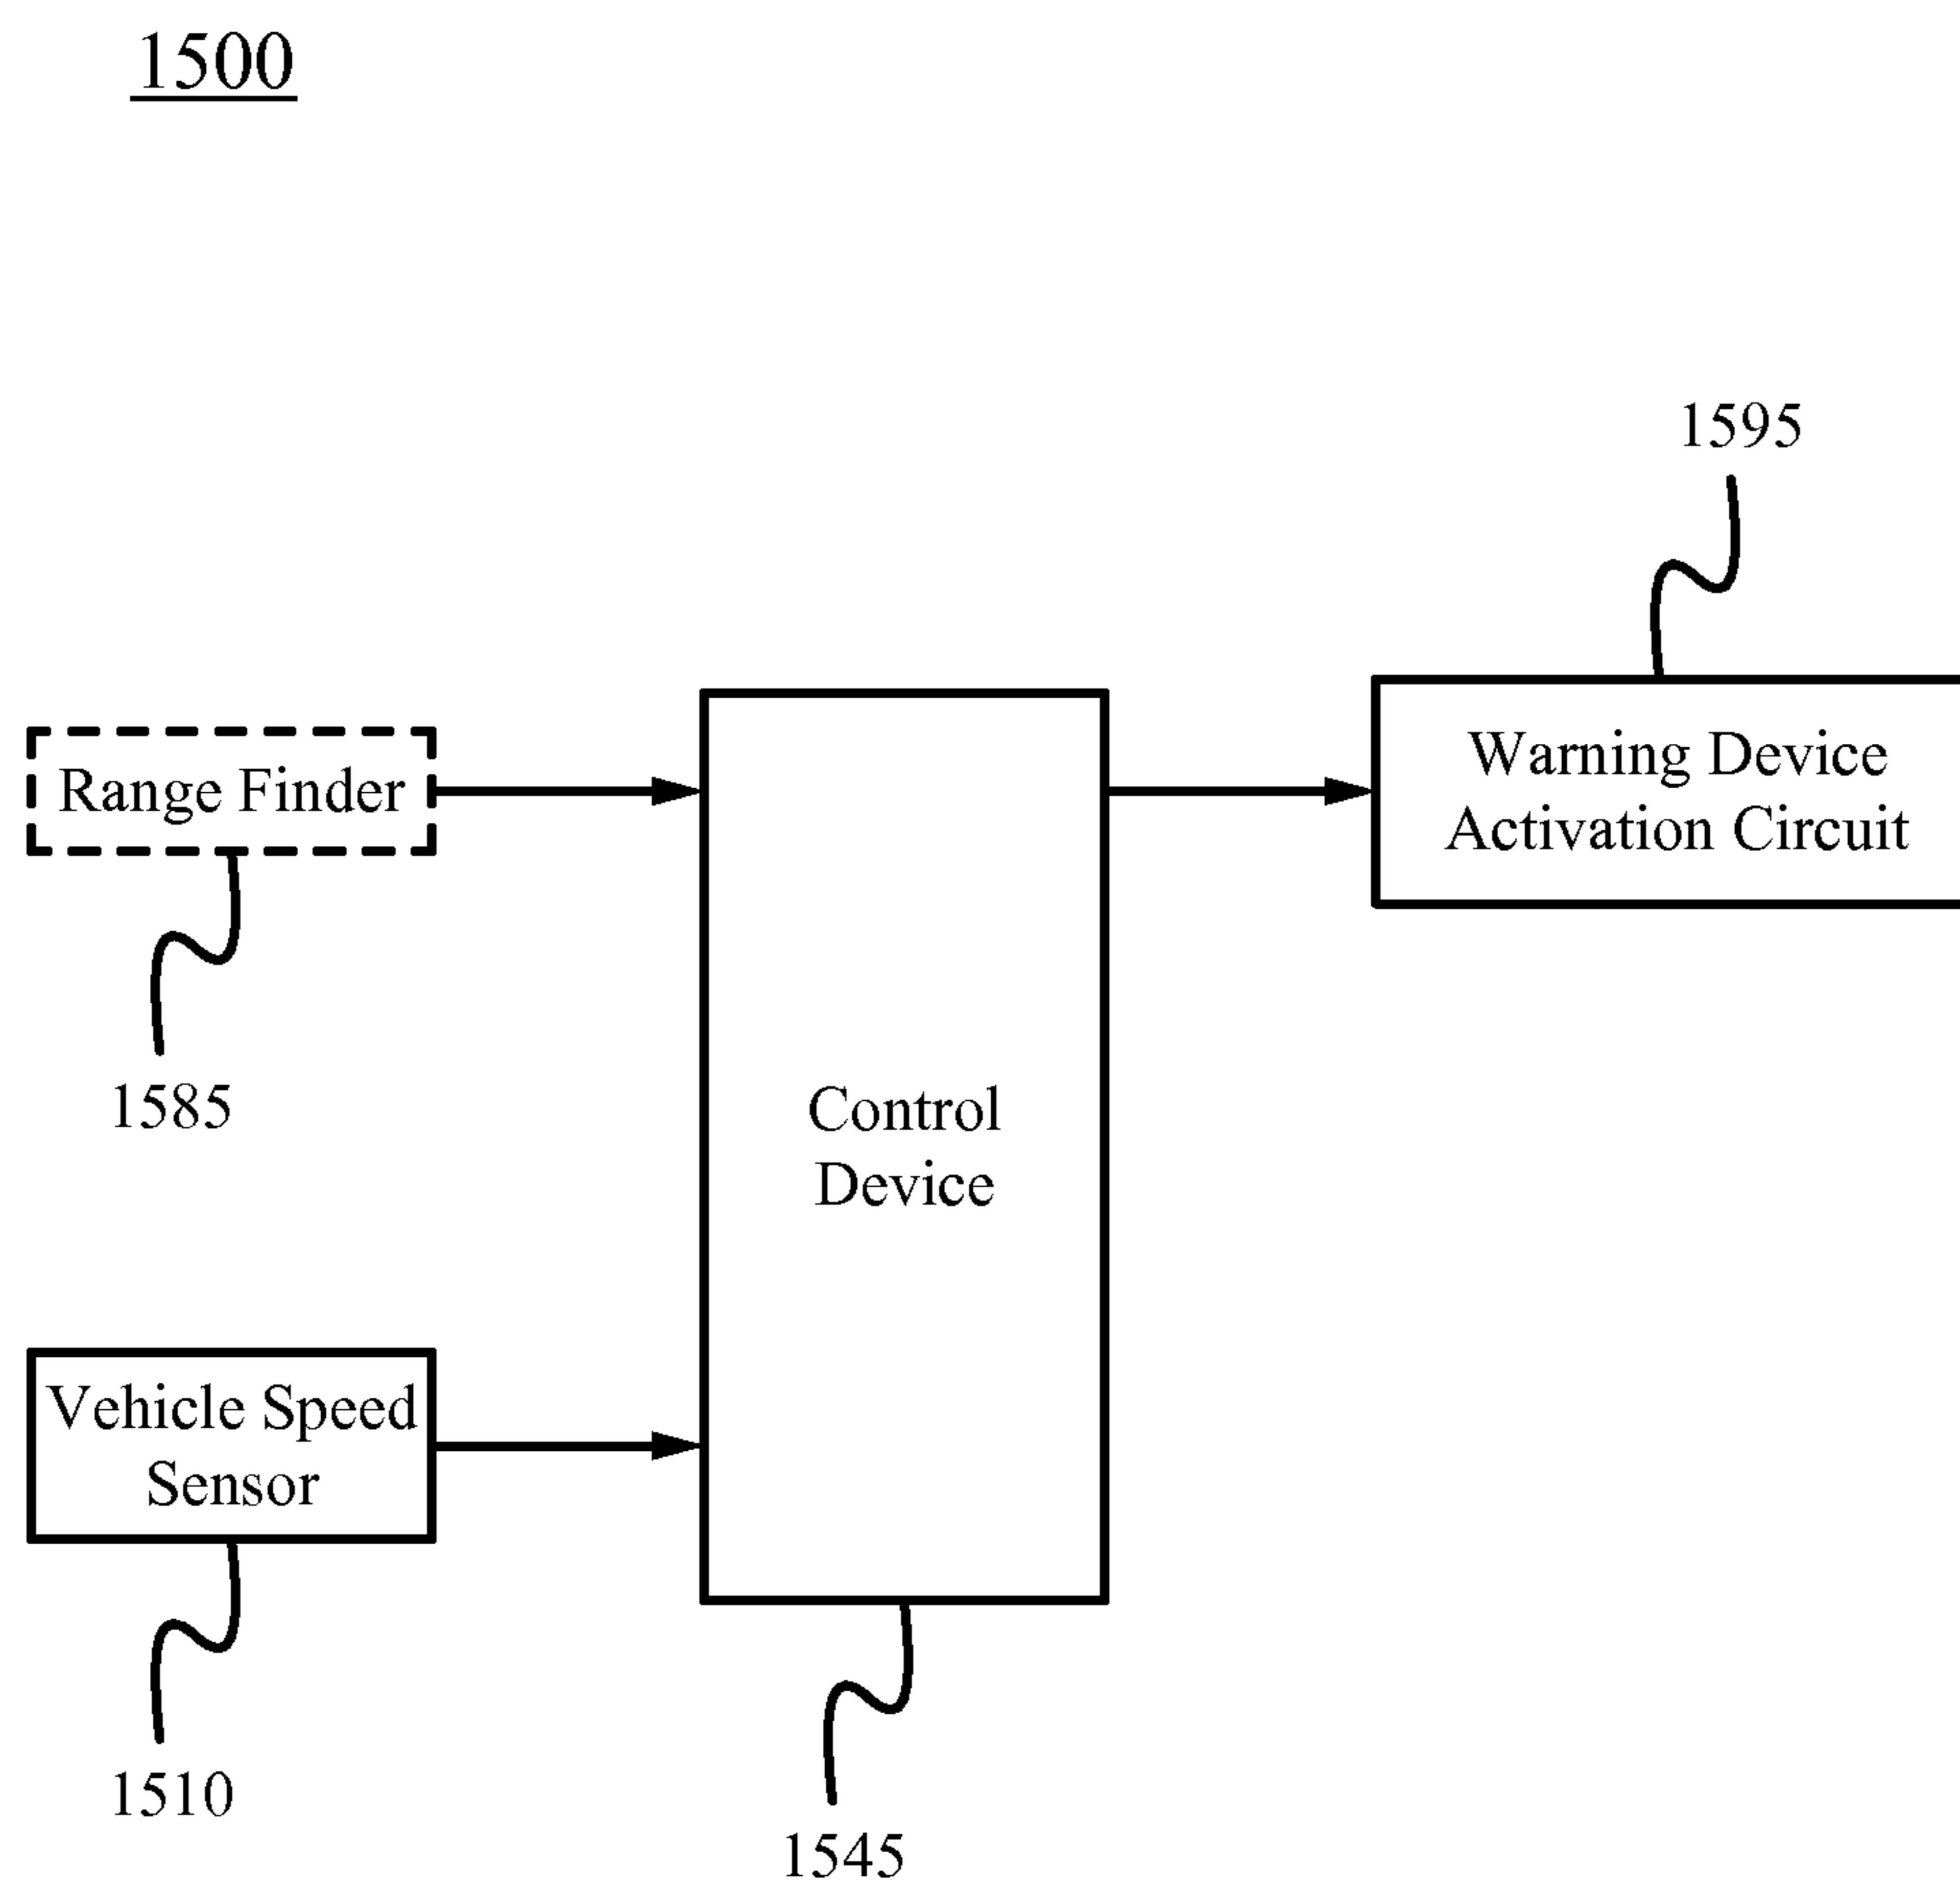 1500
1595
Range Finder
Warning Device
Activation Circuit
1585
Control
Device
Vehicle Speed
Sensor
1510
1545